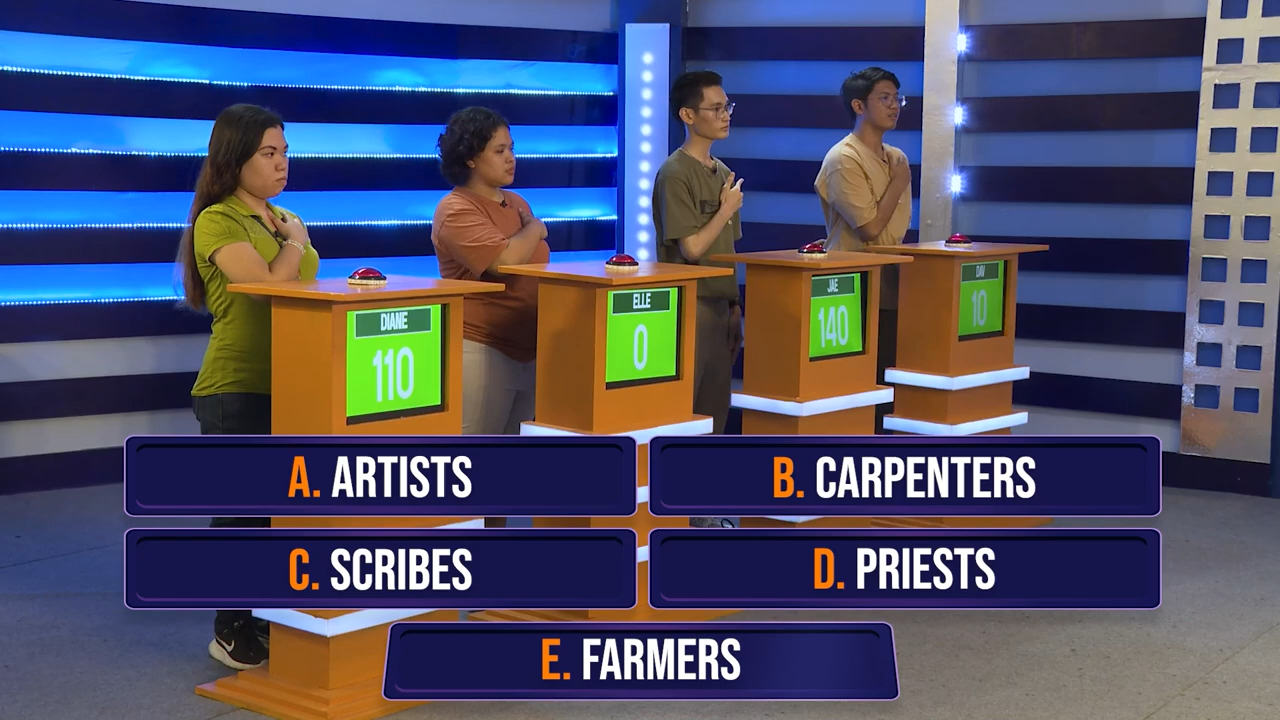 DIANE
110
ELLE
0
JAE
140
DAV
10
A. ARTISTS
B. CARPENTERS
C. SCRIBES
D. PRIESTS
E. FARMERS